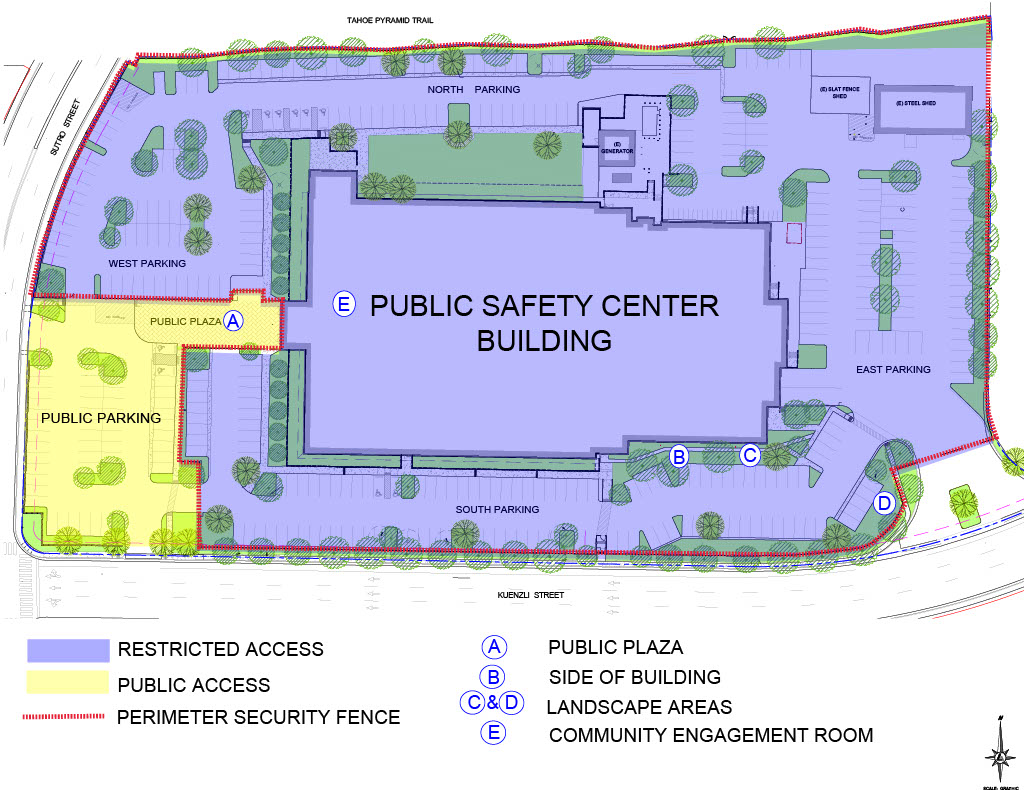 TAHOE PYRAMID TRAIL
SUTRO STREET
NORTH PARKING
(E) SLAT FENCE
SHED
(E) STEEL SHED
(E)
GENERATOR
WEST PARKING
E PUBLIC SAFETY CENTER
BUILDING
PUBLIC PLAZA A
EAST PARKING
PUBLIC PARKING
B
C
D
SOUTH PARKING
KUENZLI STREET
RESTRICTED ACCESS
PUBLIC ACCESS
PERIMETER SECURITY FENCE
A PUBLIC PLAZA
B SIDE OF BUILDING
C & D LANDSCAPE AREAS
E COMMUNITY ENGAGEMENT ROOM
N
SCALE: GRAPHIC